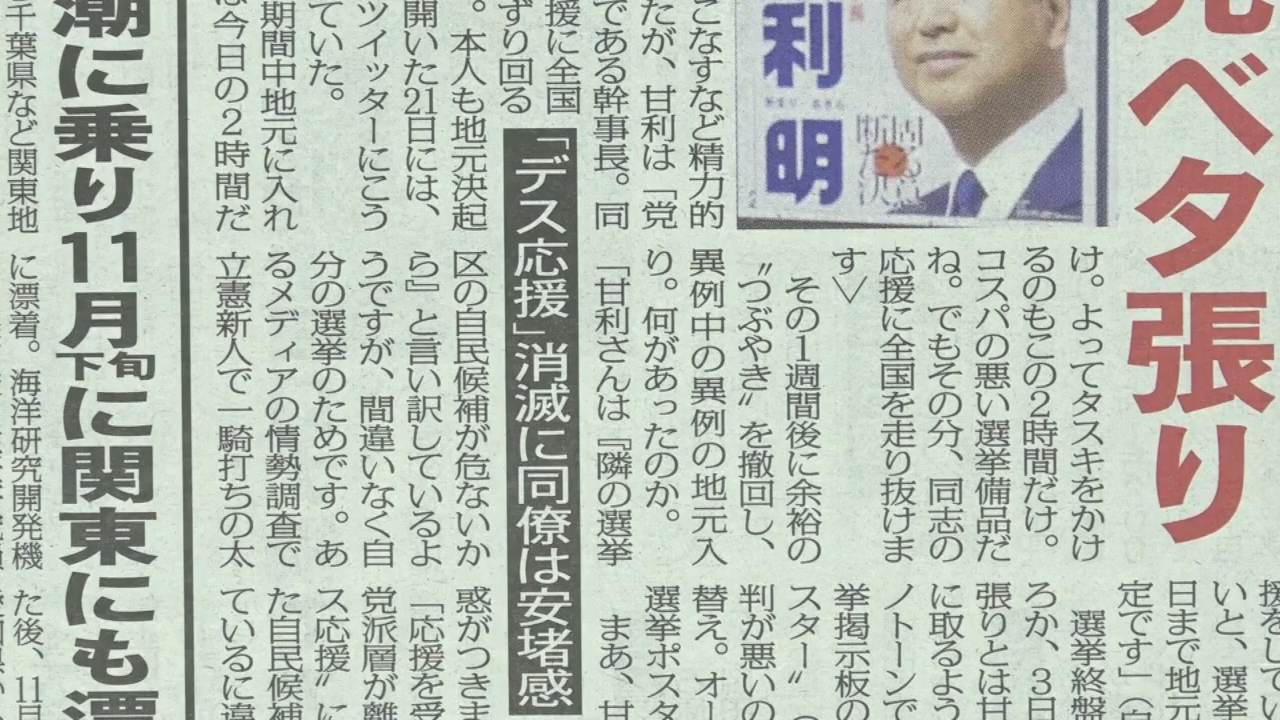 元ベタ張り
利
明
こなすなど精力的
たが、甘利は「党
である幹事長。同
援に全国
ずり回る
。本人も地元決起
開いた21日には、
ツイッターにこう
ていた。
期間中地元に入れ
は今日の2時間だ
「デス応援」消滅に同僚は安堵感
け。よってタスキをかけ
るのもこの2時間だけ。
コスパの悪い選挙備品だ
ね。でもその分、同志の
応援に全国を走り抜けま
す▽
その1週間後に余裕の
〝つぶやき〟を撤回し、
異例中の異例の地元入
り。何があったのか。
「甘利さんは『隣の選挙
区の自民候補が危ないか
ら』と言い訳しているよ
うですが、間違いなく自
分の選挙のためです。あ
るメディアの情勢調査で
立憲新人で一騎打ちの太
援をしてい
いと、選挙
日まで地元
定です」(
選挙終盤
ろか、3日
張りとは甘
に取るよう
ノトーンで
挙掲示板の
スター〟(
判が悪いの
替え。オー
選挙ポスタ
まあ、甘
惑がつきま
「応援を受
党派層が離
ス応援〟に
た自民候補
ているに違
潮に乗り11月下旬に関東にも漂
千葉県など関東地
に漂着。海洋研究開発機
た後、11月